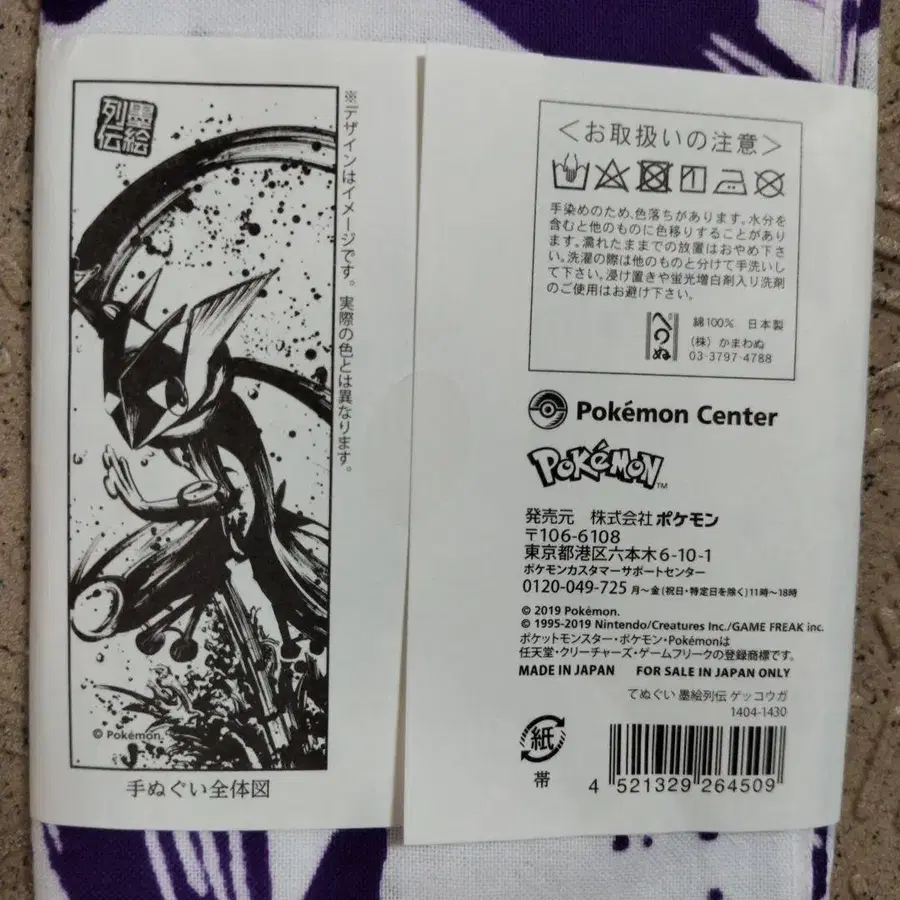 墨絵
列伝
※デザインはイメージです。実際の色とは異なります。
© Pokémon.
手ぬぐい全体図
＜お取扱いの注意＞
手染めのため、色落ちがあります。水分を
含むと他のものに色移りすることがあり
ます。濡れたままでの放置はおやめ下さ
い。洗濯の際は他のものと分けて手洗いし
て下さい。浸け置きや蛍光増白剤入り洗剤
のご使用はお避け下さい。
綿100% 日本製
(株) かまわぬ
03-3797-4788
Pokémon Center
POKéMON™
発売元 株式会社ポケモン
〒106-6108
東京都港区六本木6-10-1
ポケモンカスタマーサポートセンター
0120-049-725 月～金(祝日・特定日を除く)11時～18時
© 2019 Pokémon.
© 1995-2019 Nintendo/Creatures Inc./GAME FREAK inc.
ポケットモンスター・ポケモン・Pokémonは
任天堂・クリーチャーズ・ゲームフリークの登録商標です。
MADE IN JAPAN FOR SALE IN JAPAN ONLY
てぬぐい 墨絵列伝 ゲッコウガ
1404-1430
紙
帯
4 521329 264509